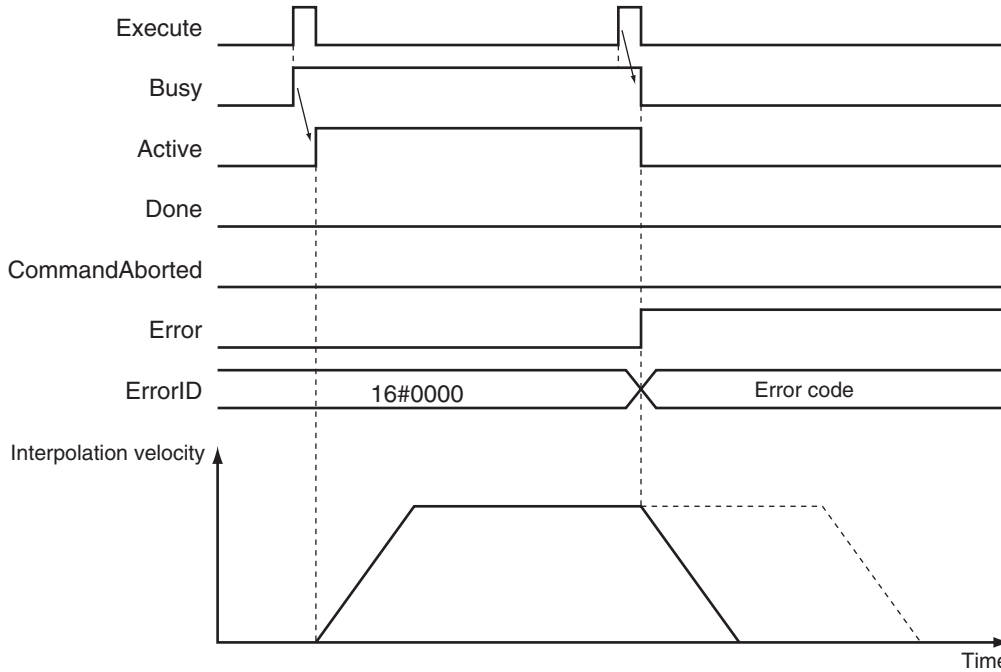 Execute
Busy
Active
Done
CommandAborted
Error
ErrorID
16#0000
Error code
Interpolation velocity
Time